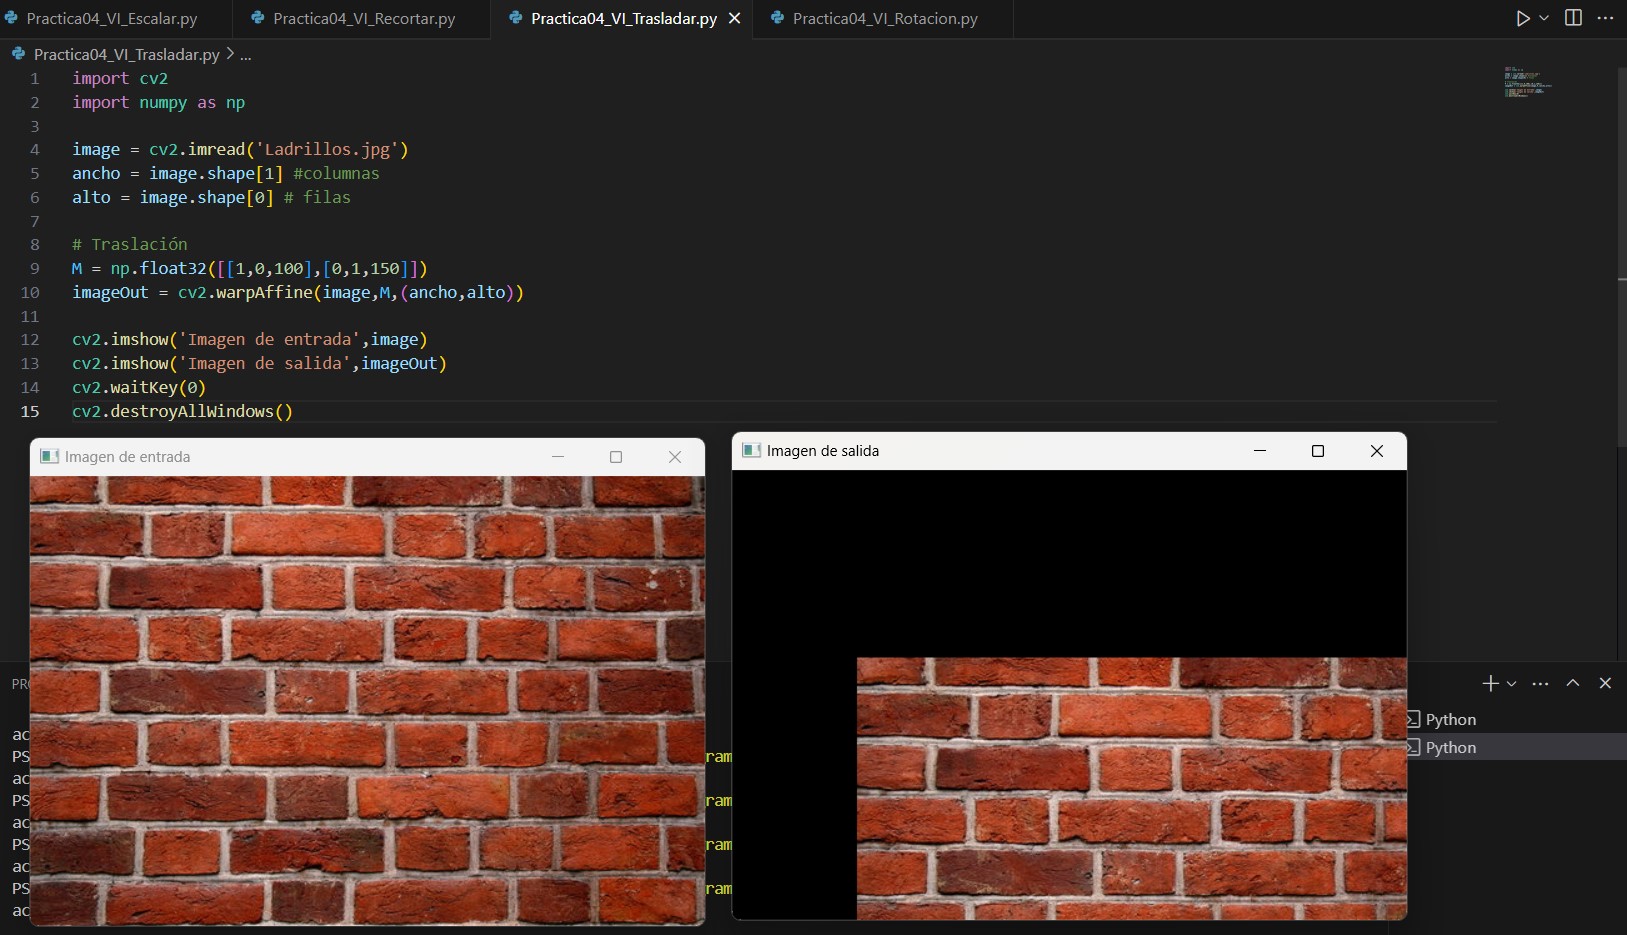 Practica04_VI_Escalar.py
Practica04_VI_Recortar.py
Practica04_VI_Trasladar.py
Practica04_VI_Rotacion.py
Practica04_VI_Trasladar.py > ...
1 import cv2
2 import numpy as np
3
4 image = cv2.imread('Ladrillos.jpg')
5 ancho = image.shape[1] #columnas
6 alto = image.shape[0] # filas
7
8 # Traslación
9 M = np.float32([[1,0,100],[0,1,150]])
10 imageOut = cv2.warpAffine(image,M,(ancho,alto))
11
12 cv2.imshow('Imagen de entrada',image)
13 cv2.imshow('Imagen de salida',imageOut)
14 cv2.waitKey(0)
15 cv2.destroyAllWindows()
Imagen de entrada
Imagen de salida
PR
ac
PS
ram
ac
PS
ram
ac
PS
ram
ac
PS
ram
ac
Python
Python